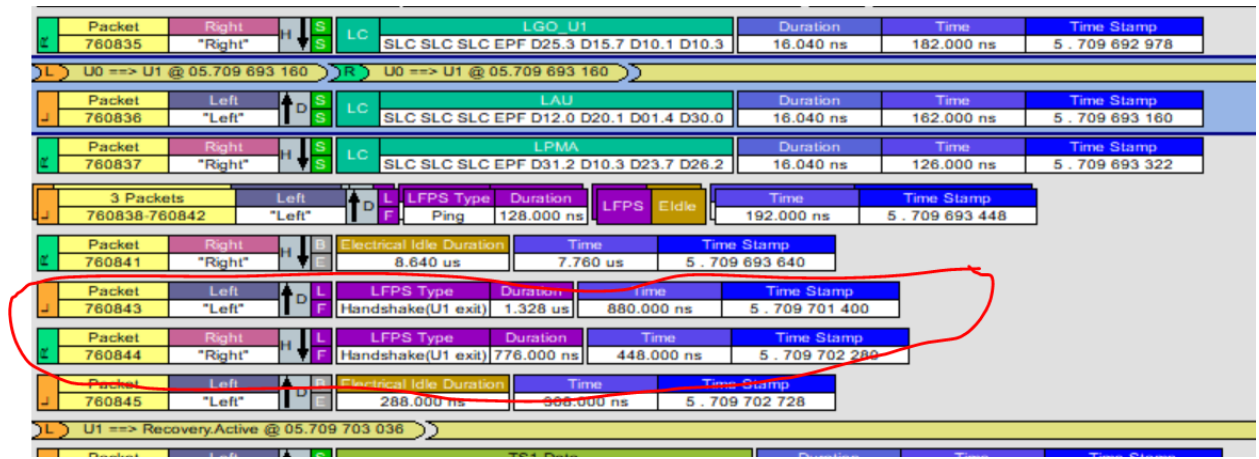 Packet Right H S LC LGO_U1 Duration Time Time Stamp
R 760835 "Right" S SLC SLC SLC EPF D25.3 D15.7 D10.1 D10.3 16.040 ns 182.000 ns 5 . 709 692 978
L U0 ==> U1 @ 05.709 693 160 R U0 ==> U1 @ 05.709 693 160
Packet Left D S LC LAU Duration Time Time Stamp
L 760836 "Left" S SLC SLC SLC EPF D12.0 D20.1 D01.4 D30.0 16.040 ns 162.000 ns 5 . 709 693 160
Packet Right H S LC LPMA Duration Time Time Stamp
R 760837 "Right" S SLC SLC SLC EPF D31.2 D10.3 D23.7 D26.2 16.040 ns 126.000 ns 5 . 709 693 322
3 Packets Left D L LFPS Type Duration LFPS EIdle Time Time Stamp
L 760838-760842 "Left" F Ping 128.000 ns 192.000 ns 5 . 709 693 448
Packet Right H B Electrical Idle Duration Time Time Stamp
R 760841 "Right" E 8.640 us 7.760 us 5 . 709 693 640
Packet Left D L LFPS Type Duration Time Time Stamp
L 760843 "Left" F Handshake(U1 exit) 1.328 us 880.000 ns 5 . 709 701 400
Packet Right H L LFPS Type Duration Time Time Stamp
R 760844 "Right" F Handshake(U1 exit) 776.000 ns 448.000 ns 5 . 709 702 280
Packet Left D B Electrical Idle Duration Time Time Stamp
L 760845 "Left" E 288.000 ns 308.000 ns 5 . 709 702 728
L U1 ==> Recovery.Active @ 05.709 703 036
Packet Left S TS1 Data Duration Time Time Stamp